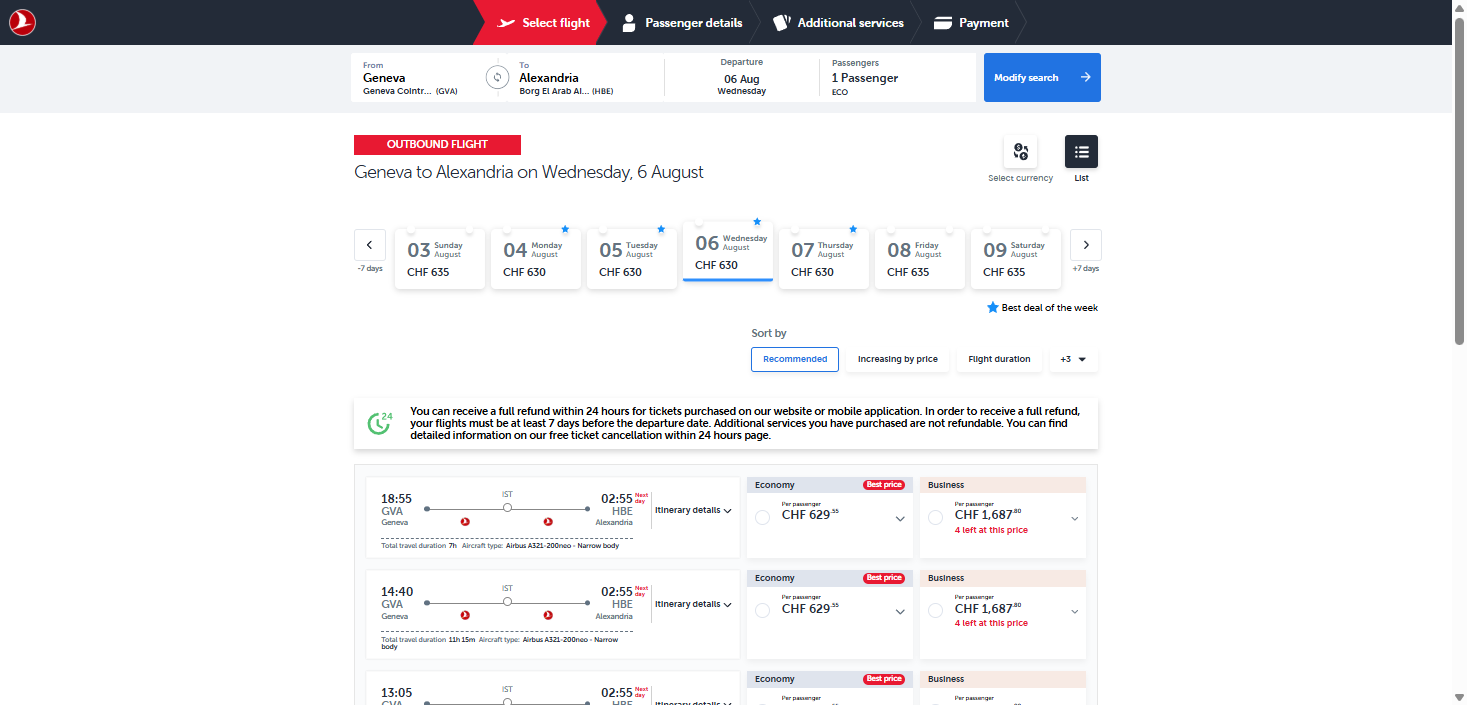 Select flight
Passenger details
Additional services
Payment
From
Geneva
Geneva Cointr... (GVA)
To
Alexandria
Borg El Arab Al... (HBE)
Departure
06 Aug
Wednesday
Passengers
1 Passenger
ECO
Modify search
OUTBOUND FLIGHT
Geneva to Alexandria on Wednesday, 6 August
Select currency
List
-7 days
03 Sunday August
CHF 635
04 Monday August
CHF 630
05 Tuesday August
CHF 630
06 Wednesday August
CHF 630
07 Thursday August
CHF 630
08 Friday August
CHF 635
09 Saturday August
CHF 635
+7 days
Best deal of the week
Sort by
Recommended
Increasing by price
Flight duration
+3
24
You can receive a full refund within 24 hours for tickets purchased on our website or mobile application. In order to receive a full refund,
your flights must be at least 7 days before the departure date. Additional services you have purchased are not refundable. You can find
detailed information on our free ticket cancellation within 24 hours page.
18:55
GVA
Geneva
IST
02:55 Next day
HBE
Alexandria
Itinerary details
Total travel duration 7h Aircraft type: Airbus A321-200neo - Narrow body
Economy
Best price
Per passenger
CHF 629.55
Business
Per passenger
CHF 1,687.80
4 left at this price
14:40
GVA
Geneva
IST
02:55 Next day
HBE
Alexandria
Itinerary details
Total travel duration 11h 15m Aircraft type: Airbus A321-200neo - Narrow
body
Economy
Best price
Per passenger
CHF 629.55
Business
Per passenger
CHF 1,687.80
4 left at this price
13:05
GVA
IST
02:55 Next day
HBE
Itinerary details
Economy
Best price
Per passenger
Business
Per passenger